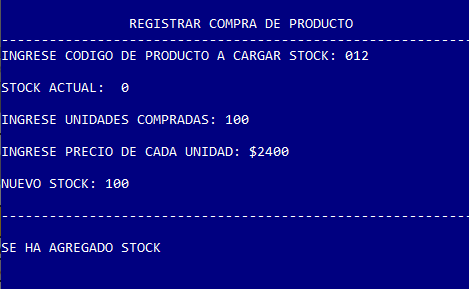 REGISTRAR COMPRA DE PRODUCTO
-----------------------------------------------------------
INGRESE CODIGO DE PRODUCTO A CARGAR STOCK: 012
STOCK ACTUAL:  0
INGRESE UNIDADES COMPRADAS: 100
INGRESE PRECIO DE CADA UNIDAD: $2400
NUEVO STOCK: 100
-----------------------------------------------------------
SE HA AGREGADO STOCK